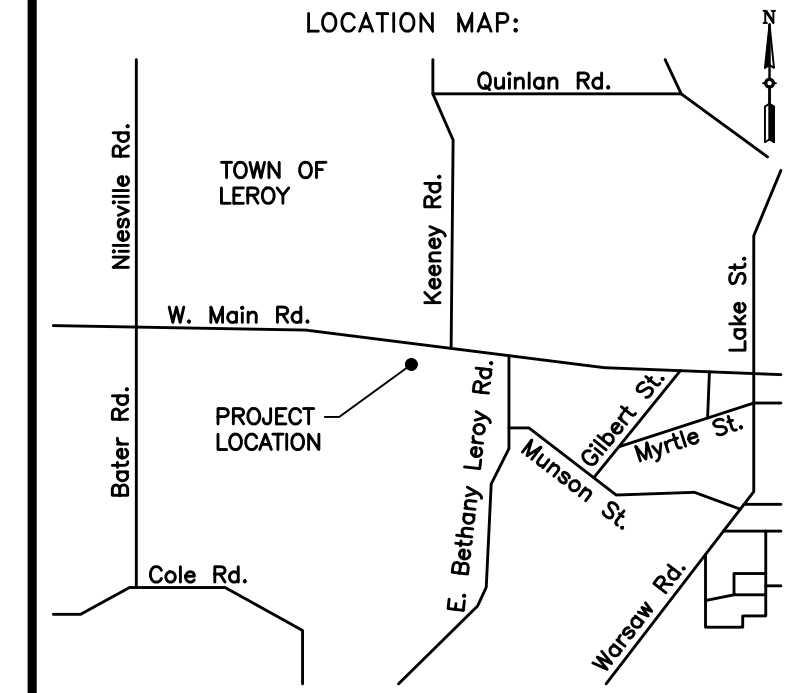 LOCATION MAP:
N
Quinlan Rd.
Nilesville Rd.
TOWN OF
LEROY
Keeney Rd.
Lake St.
W. Main Rd.
Bater Rd.
PROJECT
LOCATION
E. Bethany Leroy Rd.
Gilbert St.
Myrtle St.
Munson St.
Cole Rd.
Warsaw Rd.